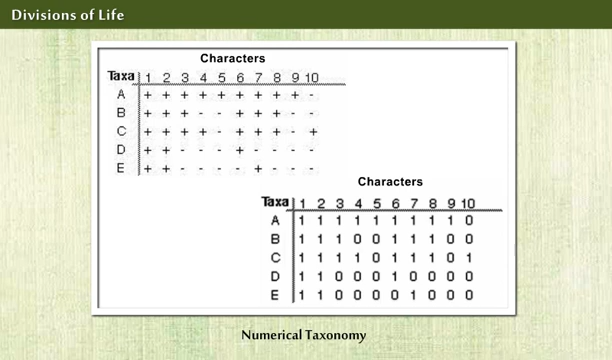 Divisions of Life
Characters
Taxa 1 2 3 4 5 6 7 8 9 10
A + + + + + + + + + -
B + + + - - + + + - -
C + + + + - + + + - +
D + + - - - + - - - -
E + + - - - - + - - -
Characters
Taxa 1 2 3 4 5 6 7 8 9 10
A 1 1 1 1 1 1 1 1 1 0
B 1 1 1 0 0 1 1 1 0 0
C 1 1 1 1 0 1 1 1 0 1
D 1 1 0 0 0 1 0 0 0 0
E 1 1 0 0 0 0 1 0 0 0
Numerical Taxonomy